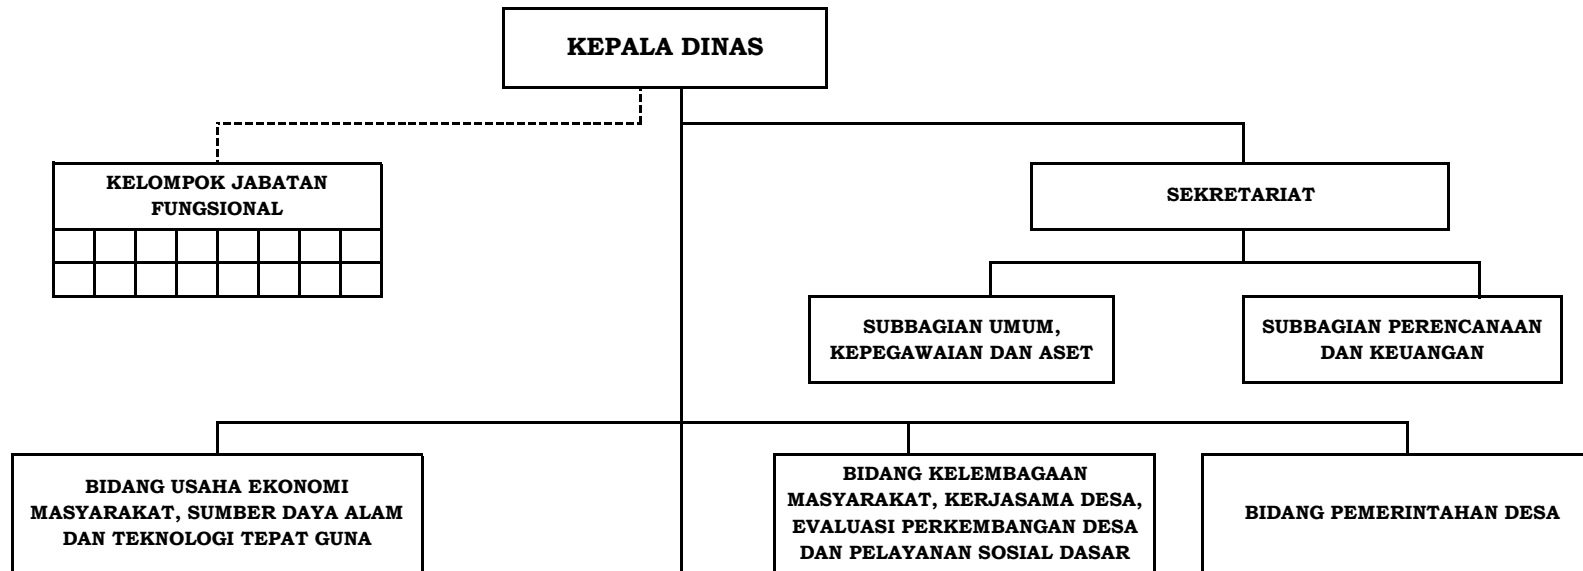 KEPALA DINAS
KELOMPOK JABATAN
FUNGSIONAL
SEKRETARIAT
SUBBAGIAN UMUM,
KEPEGAWAIAN DAN ASET
SUBBAGIAN PERENCANAAN
DAN KEUANGAN
BIDANG USAHA EKONOMI
MASYARAKAT, SUMBER DAYA ALAM
DAN TEKNOLOGI TEPAT GUNA
BIDANG KELEMBAGAAN
MASYARAKAT, KERJASAMA DESA,
EVALUASI PERKEMBANGAN DESA
DAN PELAYANAN SOSIAL DASAR
BIDANG PEMERINTAHAN DESA